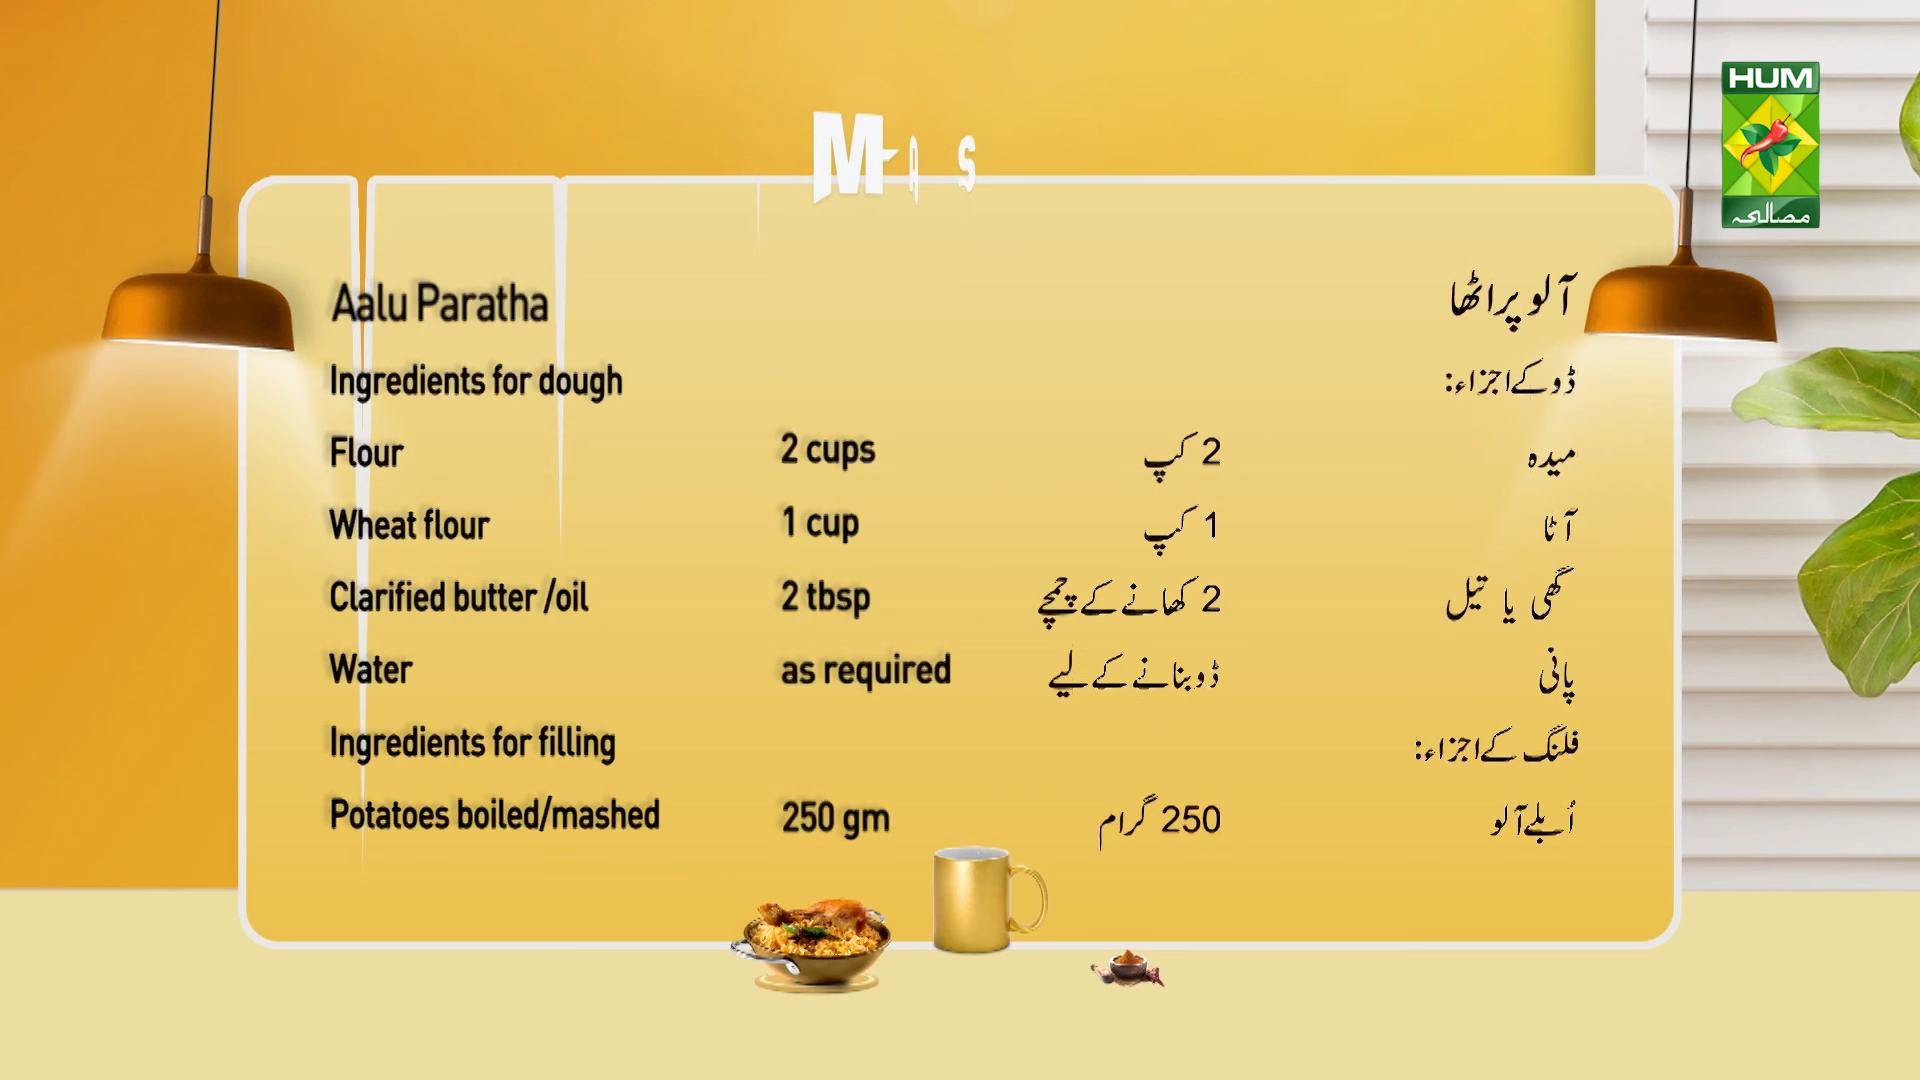 HUM
مصالحہ
M A S
Aalu Paratha آلو پراٹھا
Ingredients for dough ڈو کے اجزاء:
Flour 2 cups 2 کپ میدہ
Wheat flour 1 cup 1 کپ آٹا
Clarified butter /oil 2 tbsp 2 کھانے کے چمچے گھی یا تیل
Water as required ڈو بنانے کے لیے پانی
Ingredients for filling فلنگ کے اجزاء:
Potatoes boiled/mashed 250 gm 250 گرام اُبلے آلو